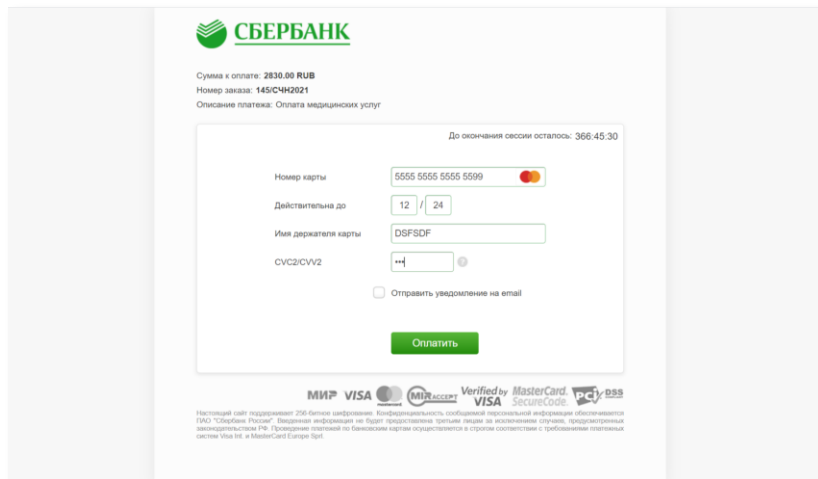 СБЕРБАНК
Сумма к оплате: 2830.00 RUB
Номер заказа: 145/СЧН2021
Описание платежа: Оплата медицинских услуг
До окончания сессии осталось: 366:45:30
Номер карты 5555 5555 5555 5599
Действительна до 12 / 24
Имя держателя карты DSFSDF
CVC2/CVV2 ••• ?
Отправить уведомление на email
Оплатить
МИР VISA mastercard MIR ACCEPT Verified by VISA MasterCard. SecureCode. PCI DSS
Настоящий сайт поддерживает 256-битное шифрование. Конфиденциальность сообщаемой персональной информации обеспечивается
ПАО "Сбербанк России". Введенная информация не будет предоставлена третьим лицам за исключением случаев, предусмотренных
законодательством РФ. Проведение платежей по банковским картам осуществляется в строгом соответствии с требованиями платежных
систем Visa Int. и MasterCard Europe Sprl.